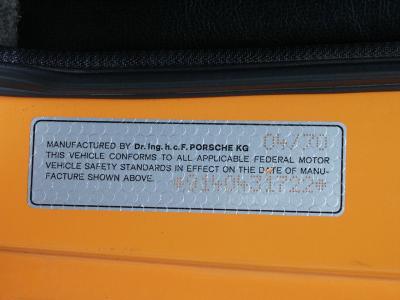 MANUFACTURED BY Dr. Ing. h. c. F. PORSCHE KG 04/70
THIS VEHICLE CONFORMS TO ALL APPLICABLE FEDERAL MOTOR
VEHICLE SAFETY STANDARDS IN EFFECT ON THE DATE OF MANU-
FACTURE SHOWN ABOVE. *9140431722*